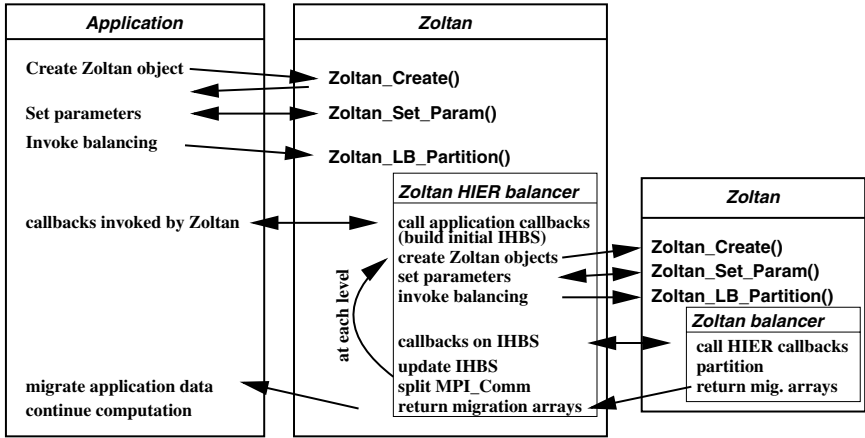 Application
Create Zoltan object
Set parameters
Invoke balancing
callbacks invoked by Zoltan
migrate application data
continue computation
Zoltan
Zoltan_Create()
Zoltan_Set_Param()
Zoltan_LB_Partition()
Zoltan HIER balancer
call application callbacks
(build initial IHBS)
create Zoltan objects
set parameters
invoke balancing
at each level
callbacks on IHBS
update IHBS
split MPI_Comm
return migration arrays
Zoltan
Zoltan_Create()
Zoltan_Set_Param()
Zoltan_LB_Partition()
Zoltan balancer
call HIER callbacks
partition
return mig. arrays